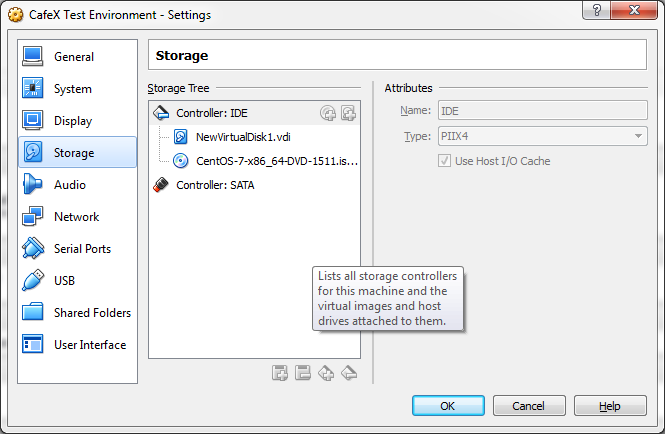 CafeX Test Environment - Settings
General
System
Display
Storage
Audio
Network
Serial Ports
USB
Shared Folders
User Interface
Storage
Storage Tree
Controller: IDE
NewVirtualDisk1.vdi
CentOS-7-x86_64-DVD-1511.is...
Controller: SATA
Lists all storage controllers
for this machine and the
virtual images and host
drives attached to them.
Attributes
Name: IDE
Type: PIIX4
Use Host I/O Cache
OK Cancel Help